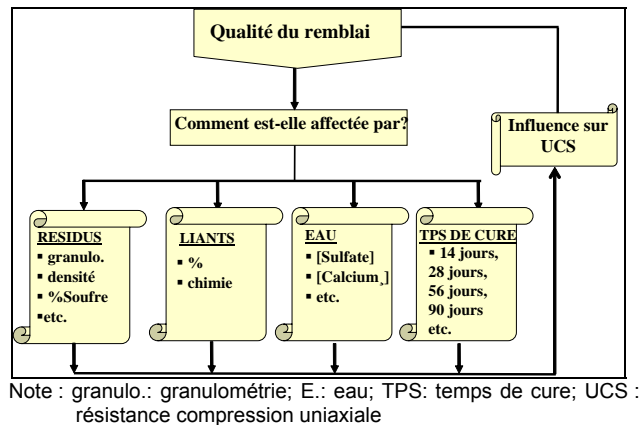 Qualité du remblai
Comment est-elle affectée par?
Influence sur
UCS
RESIDUS
▪ granulo.
▪ densité
▪ %Soufre
▪etc.
LIANTS
▪ %
▪ chimie
EAU
▪ [Sulfate]
▪ [Calcium¸]
▪ etc.
TPS DE CURE
▪ 14 jours,
28 jours,
56 jours,
90 jours
etc.
Note : granulo.: granulométrie; E.: eau; TPS: temps de cure; UCS :
résistance compression uniaxiale